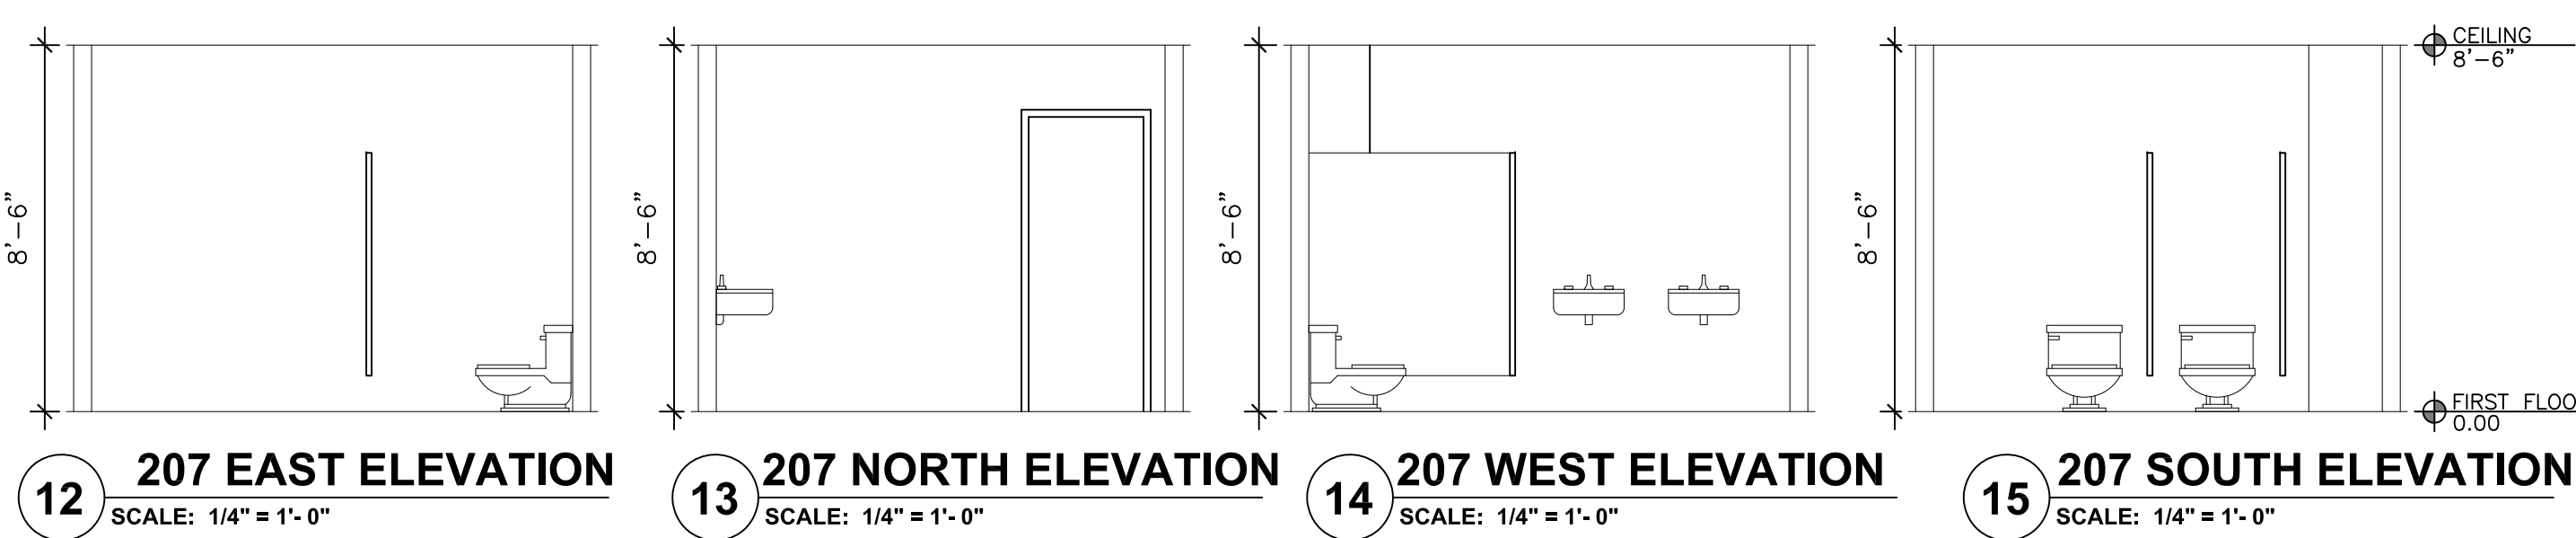 8'-6"
12
207 EAST ELEVATION
SCALE: 1/4" = 1'- 0"
8'-6"
13
207 NORTH ELEVATION
SCALE: 1/4" = 1'- 0"
8'-6"
14
207 WEST ELEVATION
SCALE: 1/4" = 1'- 0"
8'-6"
CEILING
8'-6"
FIRST FLOO
0.00
15
207 SOUTH ELEVATION
SCALE: 1/4" = 1'- 0"